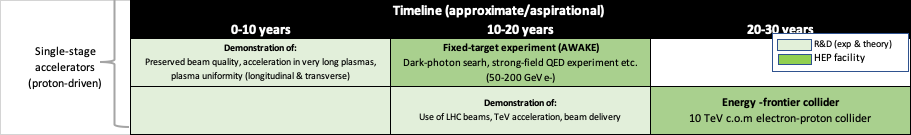 Timeline (approximate/aspirational)
0-10 years
10-20 years
20-30 years
Single-stage
accelerators
(proton-driven)
Demonstration of:
Preserved beam quality, acceleration in very long plasmas,
plasma uniformity (longitudinal & transverse)
Fixed-target experiment (AWAKE)
Dark-photon searh, strong-field QED experiment etc.
(50-200 GeV e-)
R&D (exp & theory)
HEP facility
Demonstration of:
Use of LHC beams, TeV acceleration, beam delivery
Energy -frontier collider
10 TeV c.o.m electron-proton collider